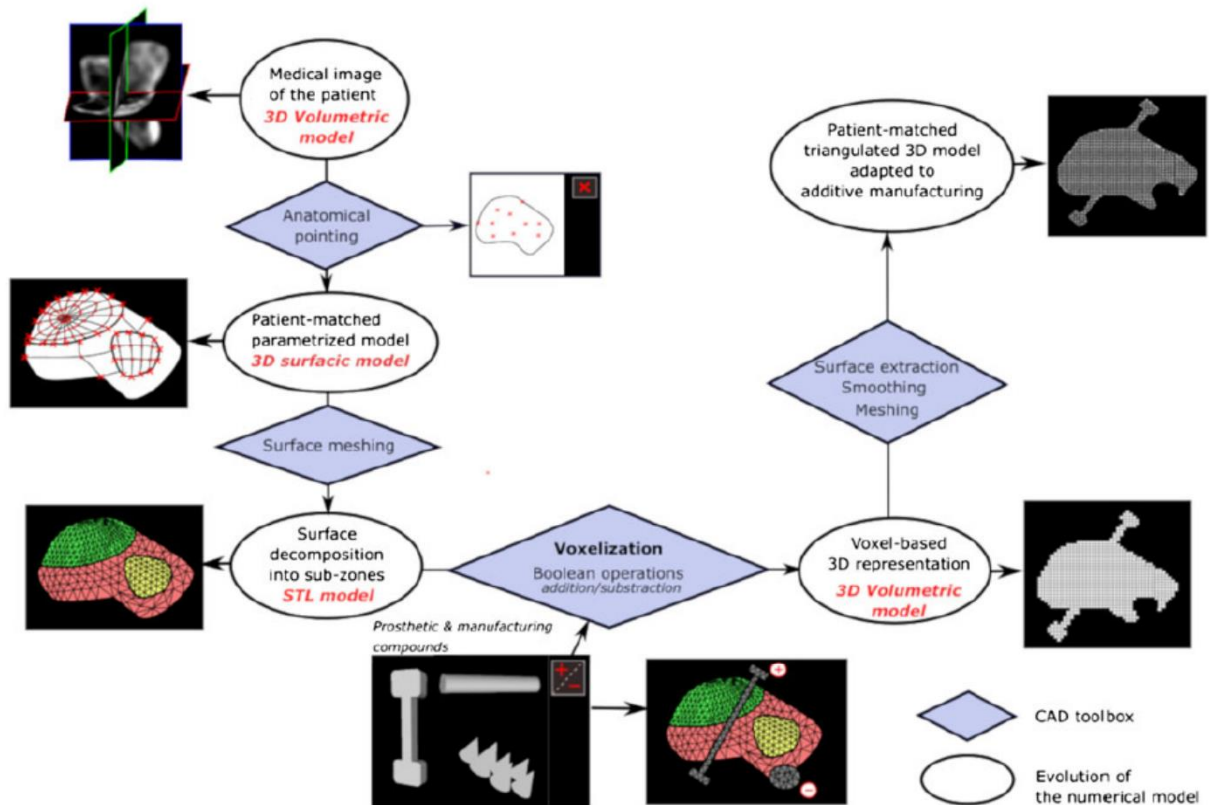 Medical image
of the patient
3D Volumetric
model
Anatomical
pointing
Patient-matched
parametrized model
3D surfacic model
Surface meshing
Surface
decomposition
into sub-zones
STL model
Voxelization
Boolean operations
addition/substraction
Prosthetic & manufacturing
compounds
+
-
+
-
Voxel-based
3D representation
3D Volumetric
model
Surface extraction
Smoothing
Meshing
Patient-matched
triangulated 3D model
adapted to
additive manufacturing
CAD toolbox
Evolution of
the numerical model